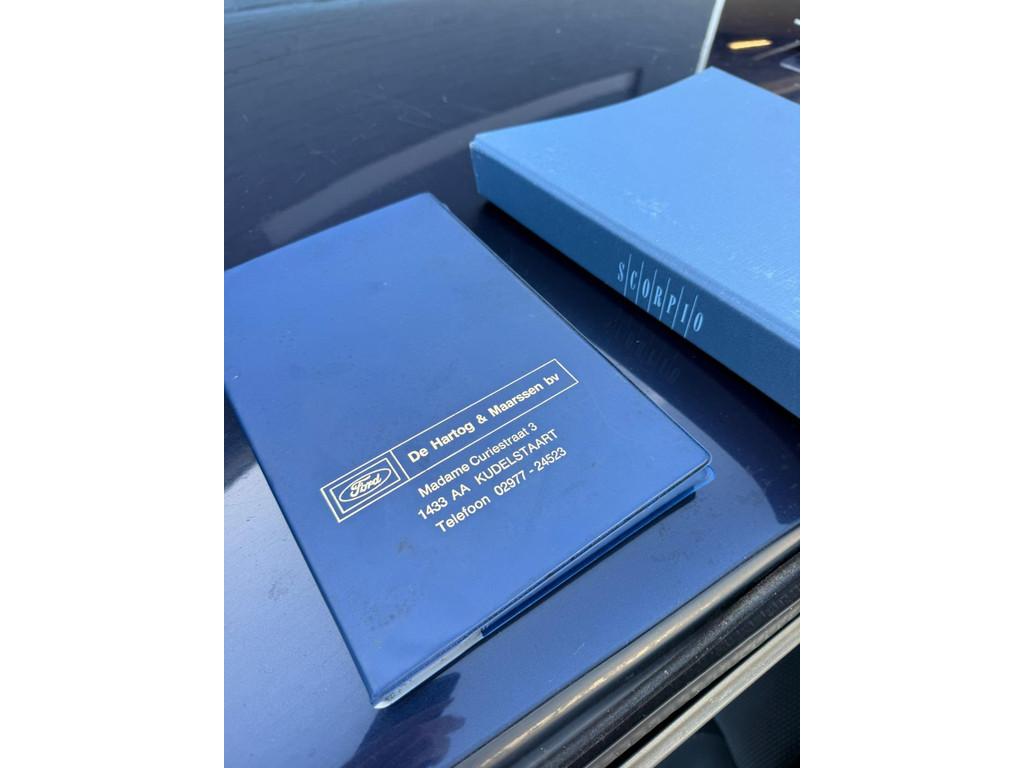 SCORPIO
Ford
De Hartog & Maarssen bv
Madame Curiestraat 3
1433 AA KUDELSTAART
Telefoon 02977 - 24523